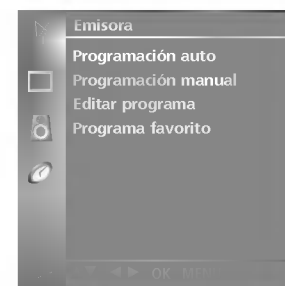 Emisora
Programación auto
Programación manual
Editar programa
Programa favorito
OK MENU